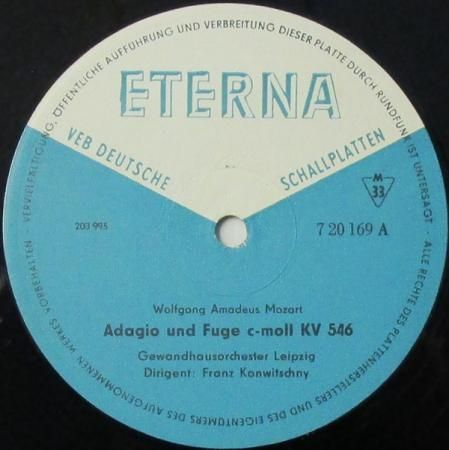 VERVIELFÄLTIGUNG, ÖFFENTLICHE AUFFÜHRUNG UND VERBREITUNG DIESER PLATTE DURCH RUNDFUNK IST UNTERSAGT · ALLE RECHTE DES PLATTENHERSTELLERS UND DES EIGENTÜMERS DES AUFGENOMMENEN WERKES VORBEHALTEN ·
ETERNA
VEB DEUTSCHE SCHALLPLATTEN
M
33
203 995
7 20 169 A
Wolfgang Amadeus Mozart
Adagio und Fuge c-moll KV 546
Gewandhausorchester Leipzig
Dirigent: Franz Konwitschny